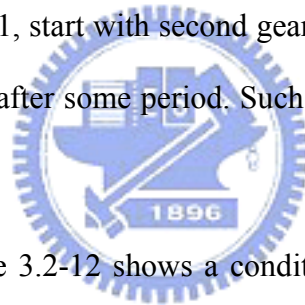 1, start with second gear
after some period. Such
1896
e 3.2-12 shows a condit